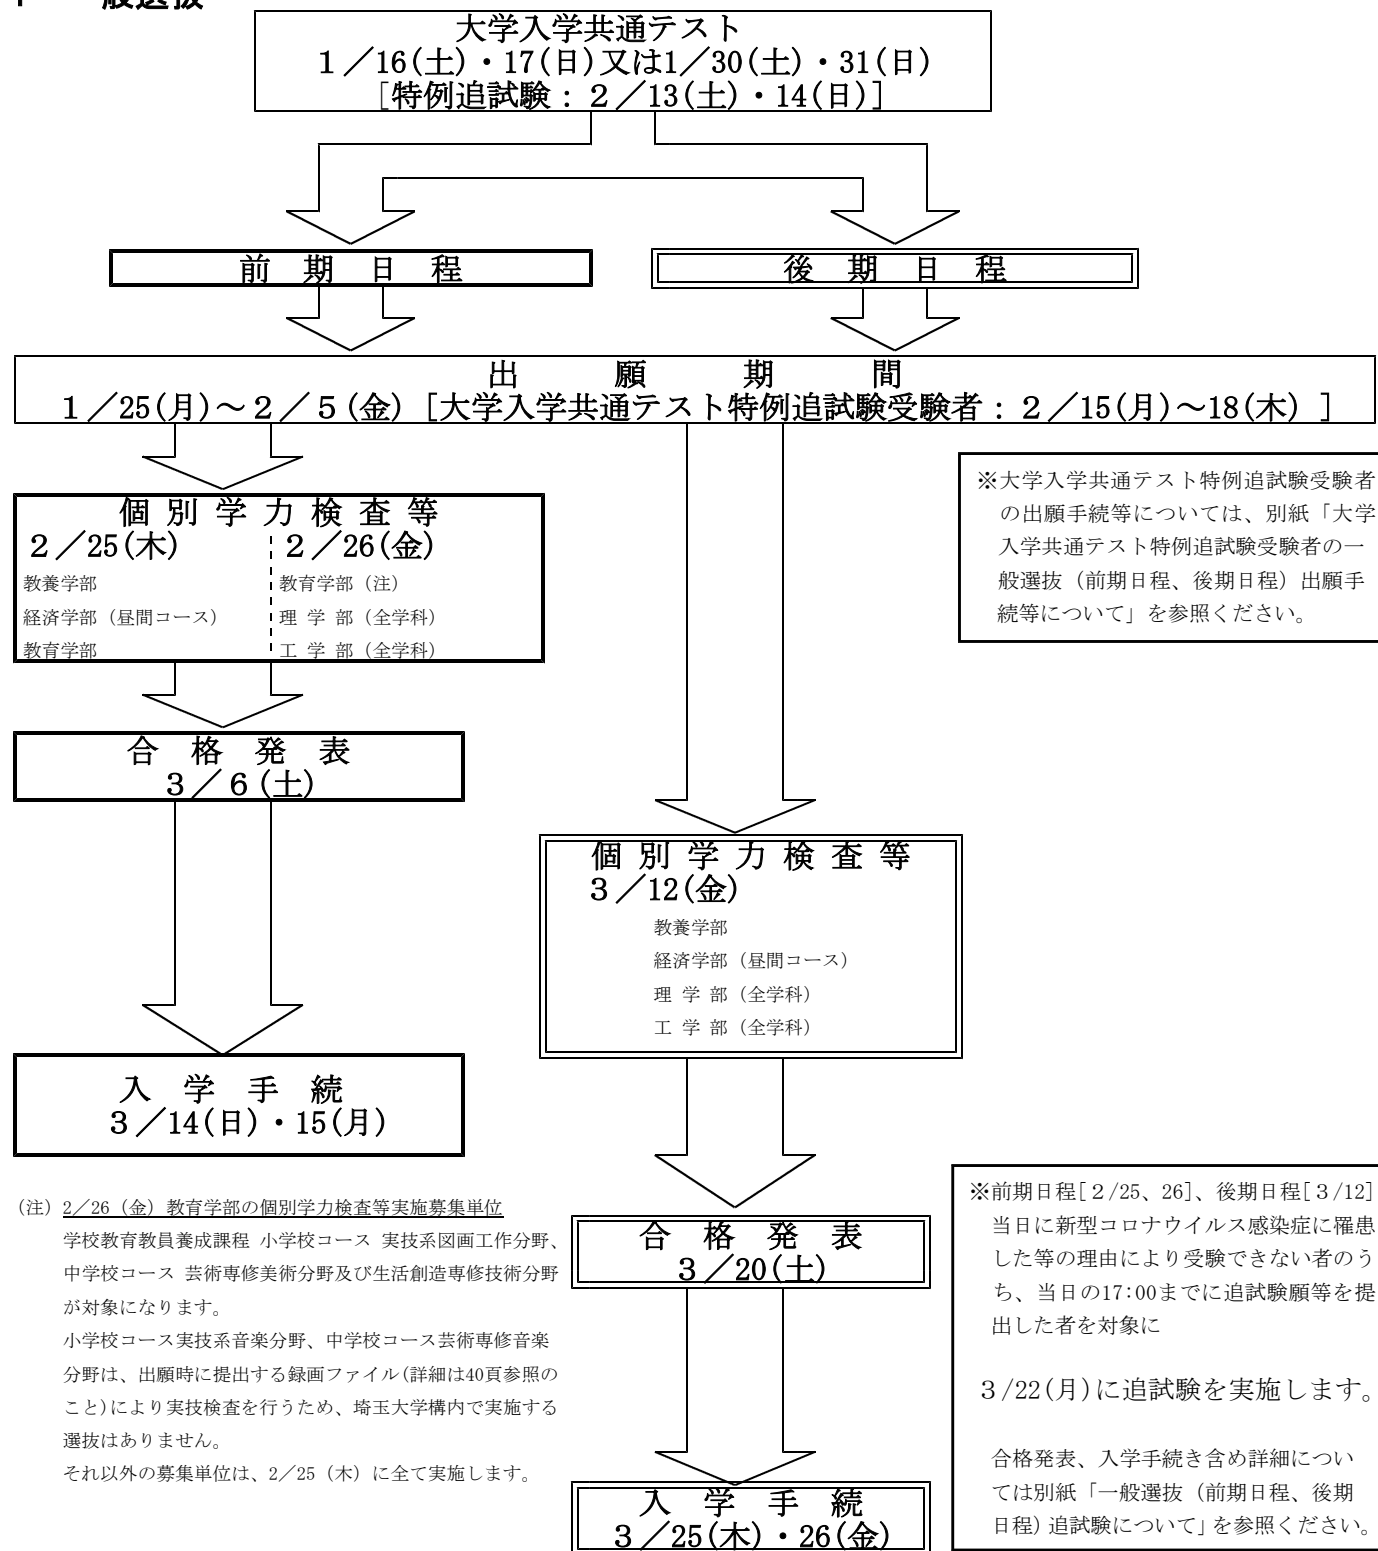 大学入学共通テスト
１／16(土)・17(日)又は1／30(土)・31(日)
[特例追試験：２／13(土)・14(日)]
前　期　日　程
後　期　日　程
出　願　期　間
１／25(月)～２／５(金)［大学入学共通テスト特例追試験受験者：２／15(月)～18(木)］
※大学入学共通テスト特例追試験受験者
の出願手続等については、別紙「大学
入学共通テスト特例追試験受験者の一
般選抜（前期日程、後期日程）出願手
続等について」を参照ください。
個 別 学 力 検 査 等
２／25(木)
教養学部
経済学部（昼間コース）
教育学部
２／26(金)
教育学部（注）
理 学 部（全学科）
工 学 部（全学科）
合　格　発　表
３／６(土)
個 別 学 力 検 査 等
３／12(金)
教養学部
経済学部（昼間コース）
理 学 部（全学科）
工 学 部（全学科）
入　学　手　続
３／14(日)・15(月)
（注）2／26（金）教育学部の個別学力検査等実施募集単位
学校教育教員養成課程 小学校コース 実技系図画工作分野、
中学校コース 芸術専修美術分野及び生活創造専修技術分野
が対象になります。
小学校コース実技系音楽分野、中学校コース芸術専修音楽
分野は、出願時に提出する録画ファイル(詳細は40頁参照の
こと)により実技検査を行うため、埼玉大学構内で実施する
選抜はありません。
それ以外の募集単位は、2／25（木）に全て実施します。
合　格　発　表
３／20(土)
入　学　手　続
３／25(木)・26(金)
※前期日程[２/25、26]、後期日程[３/12]
当日に新型コロナウイルス感染症に罹患
した等の理由により受験できない者のう
ち、当日の17:00までに追試験願等を提
出した者を対象に
３/22(月)に追試験を実施します。
合格発表、入学手続き含め詳細につい
ては別紙「一般選抜（前期日程、後期
日程）追試験について」を参照ください。